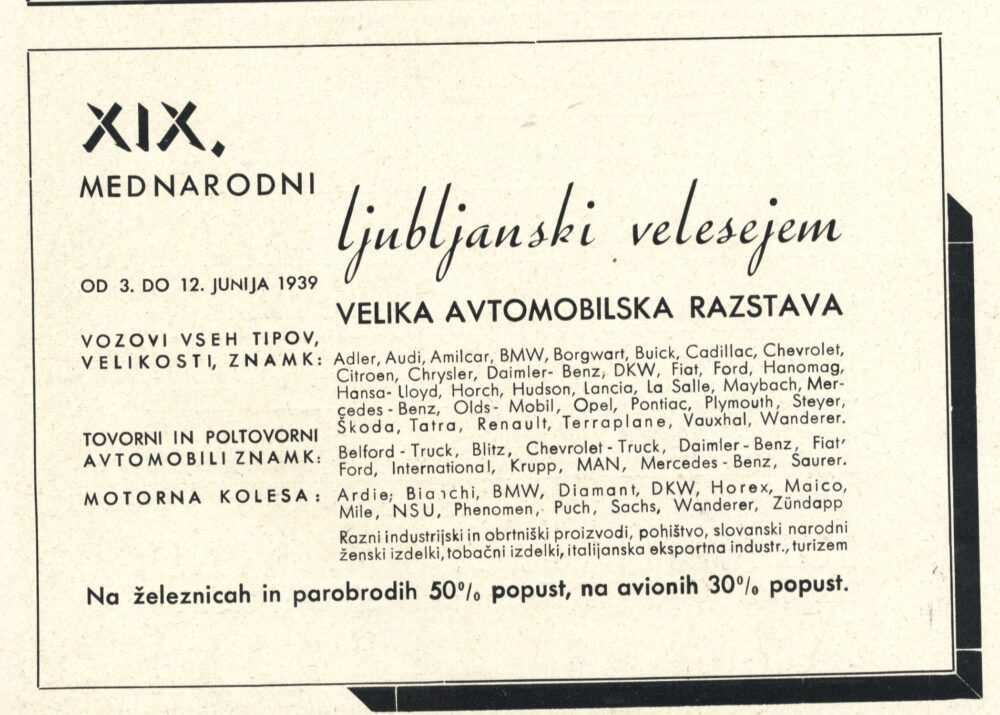 XIX.
MEDNARODNI
ljubljanski velesejem
OD 3. DO 12. JUNIJA 1939
VELIKA AVTOMOBILSKA RAZSTAVA
VOZOVI VSEH TIPOV,
VELIKOSTI, ZNAMK:
Adler, Audi, Amilcar, BMW, Borgwart, Buick, Cadillac, Chevrolet,
Citroen, Chrysler, Daimler- Benz, DKW, Fiat, Ford, Hanomag,
Hansa- Lloyd, Horch, Hudson, Lancia, La Salle, Maybach, Mer-
cedes - Benz, Olds- Mobil, Opel, Pontiac, Plymouth, Steyer,
Škoda, Tatra, Renault, Terraplane, Vauxhal, Wanderer.
TOVORNI IN POLTOVORNI
AVTOMOBILI ZNAMK:
Belford - Truck, Blitz, Chevrolet - Truck, Daimler - Benz, Fiat'
Ford, International, Krupp, MAN, Mercedes - Benz, Saurer.
MOTORNA KOLESA:
Ardie; Bianchi, BMW, Diamant, DKW, Horex, Maico,
Mile, NSU, Phenomen, Puch, Sachs, Wanderer, Zündapp
Razni industrijski in obrtniški proizvodi, pohištvo, slovanski narodni
ženski izdelki, tobačni izdelki, italijanska eksportna industr., turizem
Na železnicah in parobrodih 50% popust, na avionih 30% popust.